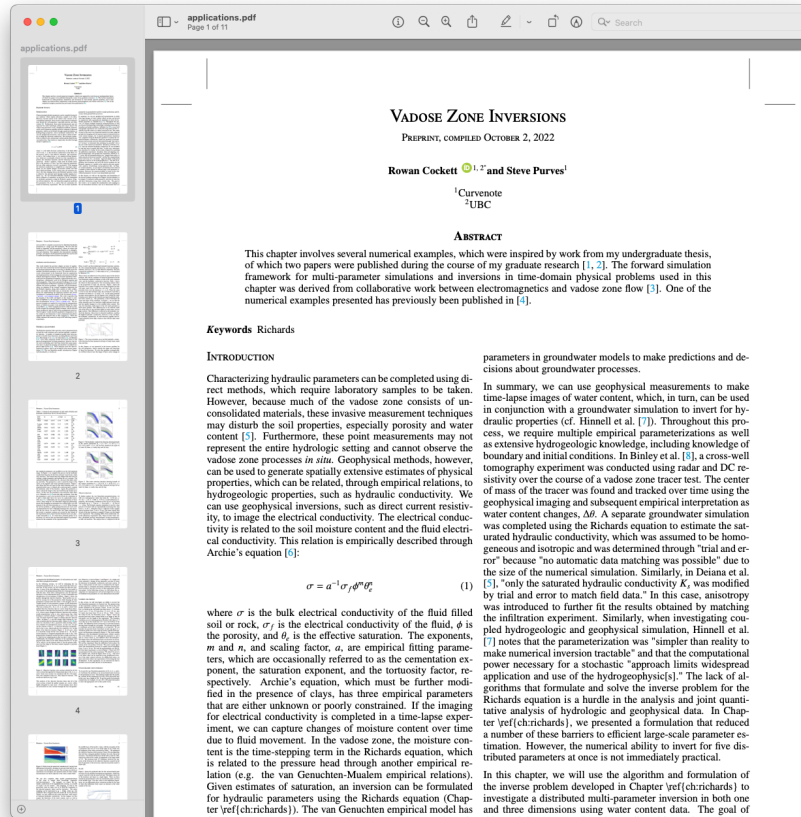 applications.pdf
Page 1 of 11
Search
applications.pdf
1
2
3
4
VADOSE ZONE INVERSIONS
PREPRINT, COMPILED OCTOBER 2, 2022
Rowan Cockett 1, 2* and Steve Purves1
1Curvenote
2UBC
ABSTRACT
This chapter involves several numerical examples, which were inspired by work from my undergraduate thesis,
of which two papers were published during the course of my graduate research [1, 2]. The forward simulation
framework for multi-parameter simulations and inversions in time-domain physical problems used in this
chapter was derived from collaborative work between electromagnetics and vadose zone flow [3]. One of the
numerical examples presented has previously been published in [4].
Keywords Richards
INTRODUCTION
Characterizing hydraulic parameters can be completed using di-
rect methods, which require laboratory samples to be taken.
However, because much of the vadose zone consists of un-
consolidated materials, these invasive measurement techniques
may disturb the soil properties, especially porosity and water
content [5]. Furthermore, these point measurements may not
represent the entire hydrologic setting and cannot observe the
vadose zone processes in situ. Geophysical methods, however,
can be used to generate spatially extensive estimates of physical
properties, which can be related, through empirical relations, to
hydrogeologic properties, such as hydraulic conductivity. We
can use geophysical inversions, such as direct current resistiv-
ity, to image the electrical conductivity. The electrical conduc-
tivity is related to the soil moisture content and the fluid electri-
cal conductivity. This relation is empirically described through
Archie's equation [6]:
σ = a⁻¹σ_f ϕᵐθₑⁿ (1)
where σ is the bulk electrical conductivity of the fluid filled
soil or rock, σ_f is the electrical conductivity of the fluid, ϕ is
the porosity, and θₑ is the effective saturation. The exponents,
m and n, and scaling factor, a, are empirical fitting parame-
ters, which are occasionally referred to as the cementation ex-
ponent, the saturation exponent, and the tortuosity factor, re-
spectively. Archie's equation, which must be further modi-
fied in the presence of clays, has three empirical parameters
that are either unknown or poorly constrained. If the imaging
for electrical conductivity is completed in a time-lapse exper-
iment, we can capture changes of moisture content over time
due to fluid movement. In the vadose zone, the moisture con-
tent is the time-stepping term in the Richards equation, which
is related to the pressure head through another empirical re-
lation (e.g. the van Genuchten-Mualem empirical relations).
Given estimates of saturation, an inversion can be formulated
for hydraulic parameters using the Richards equation (Chap-
ter \ref{ch:richards}). The van Genuchten empirical model has
parameters in groundwater models to make predictions and de-
cisions about groundwater processes.
In summary, we can use geophysical measurements to make
time-lapse images of water content, which, in turn, can be used
in conjunction with a groundwater simulation to invert for hy-
draulic properties (cf. Hinnell et al. [7]). Throughout this pro-
cess, we require multiple empirical parameterizations as well
as extensive hydrogeologic knowledge, including knowledge of
boundary and initial conditions. In Binley et al. [8], a cross-well
tomography experiment was conducted using radar and DC re-
sistivity over the course of a vadose zone tracer test. The center
of mass of the tracer was found and tracked over time using the
geophysical imaging and subsequent empirical interpretation as
water content changes, Δθ. A separate groundwater simulation
was completed using the Richards equation to estimate the sat-
urated hydraulic conductivity, which was assumed to be homo-
geneous and isotropic and was determined through "trial and er-
ror" because "no automatic data matching was possible" due to
the size of the numerical simulation. Similarly, in Deiana et al.
[5], "only the saturated hydraulic conductivity Kₛ was modified
by trial and error to match field data." In this case, anisotropy
was introduced to further fit the results obtained by matching
the infiltration experiment. Similarly, when investigating cou-
pled hydrologic and geophysical simulation, Hinnell et al.
[7] notes that the parameterization was "simpler than reality to
make numerical inversion tractable" and that the computational
power necessary for a stochastic "approach limits widespread
application and use of the hydrogeophysic[s]." The lack of al-
gorithms that formulate and solve the inverse problem for the
Richards equation is a hurdle in the analysis and joint quanti-
tative analysis of hydrologic and geophysical data. In Chap-
ter \ref{ch:richards}, we presented a formulation that reduced
a number of these barriers to efficient large-scale parameter es-
timation. However, the numerical ability to invert for five dis-
tributed parameters at once is not immediately practical.
In this chapter, we will use the algorithm and formulation of
the inverse problem developed in Chapter \ref{ch:richards} to
investigate a distributed multi-parameter inversion in both one
and three dimensions using water content data. The goal of